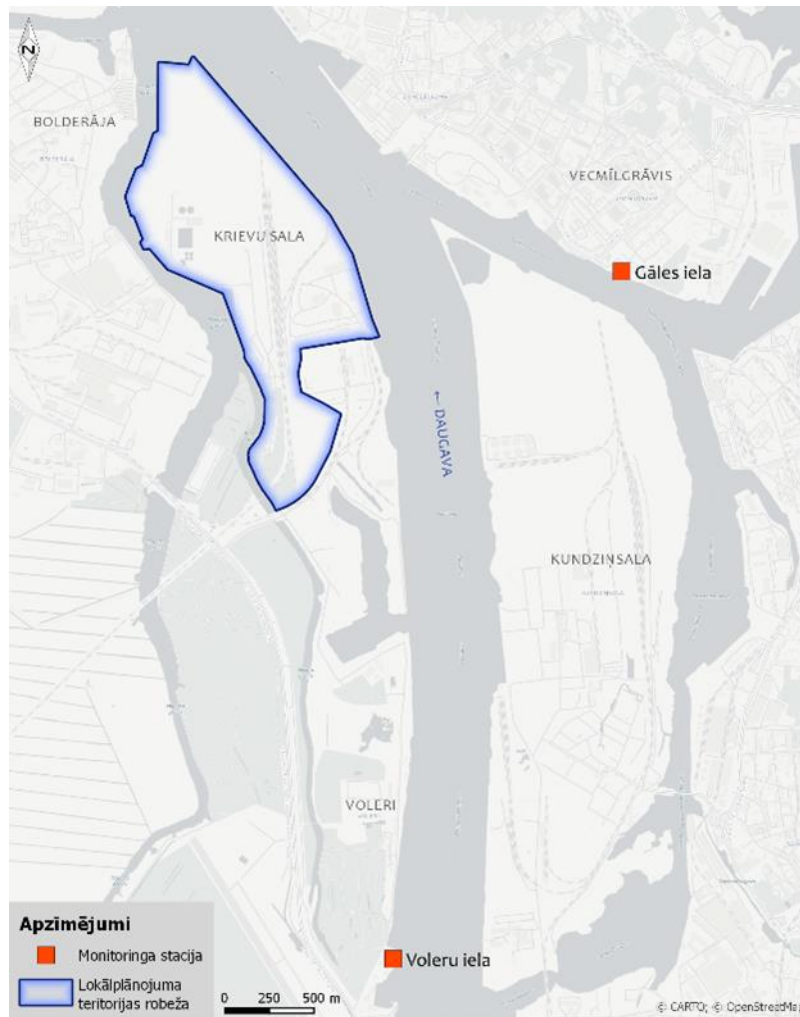 N
BOLDERĀJA
VECMĪLGRĀVIS
KRIEVU SALA
Gāles iela
← DAUGAVA
KUNDZIŅSALA
VOLERI
Voleru iela
Apzīmējumi
Monitoringa stacija
Lokālplānojuma
teritorijas robeža
0 250 500 m
© CARTO, © OpenStreetMa